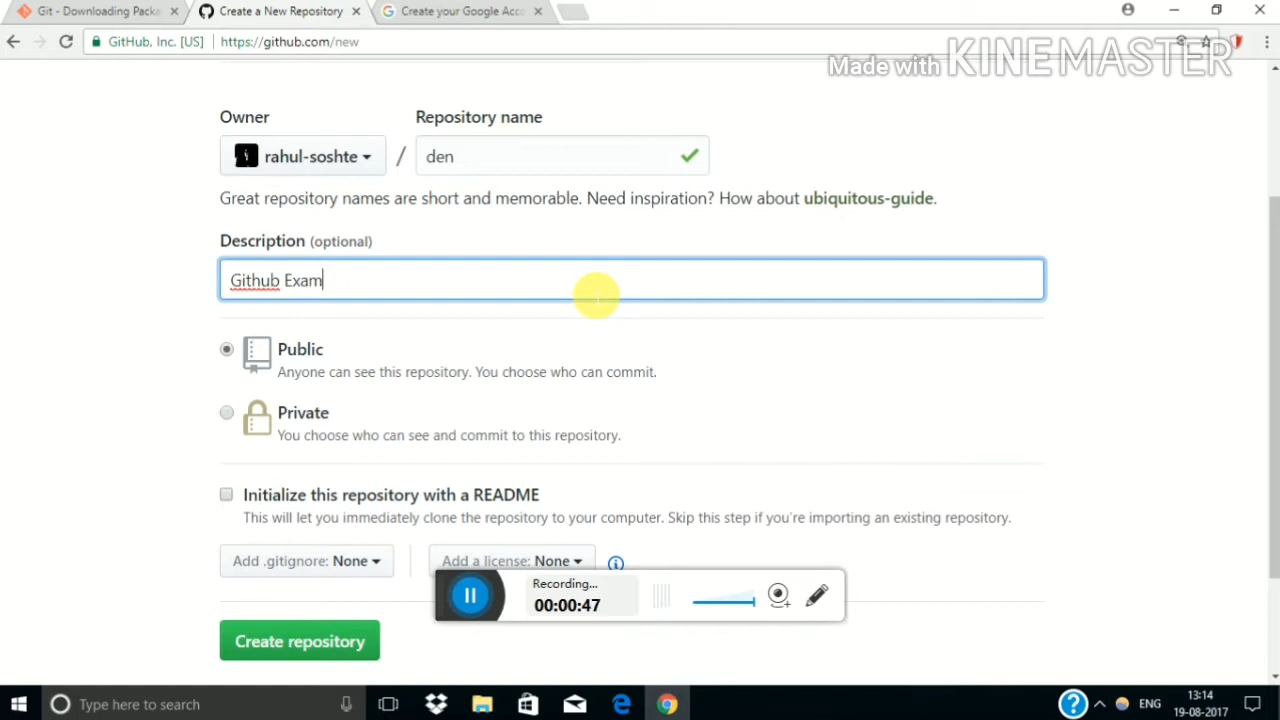 Git - Downloading Packa
Create a New Repository
Create your Google Acco
GitHub, Inc. [US]
https://github.com/new
Made with KINEMASTER
Owner
Repository name
rahul-soshte
/
den
Great repository names are short and memorable. Need inspiration? How about ubiquitous-guide.
Description (optional)
Github Exam
Public
Anyone can see this repository. You choose who can commit.
Private
You choose who can see and commit to this repository.
Initialize this repository with a README
This will let you immediately clone the repository to your computer. Skip this step if you're importing an existing repository.
Add .gitignore: None
Add a license: None
Recording...
00:00:47
Create repository
Type here to search
ENG
13:14
19-08-2017